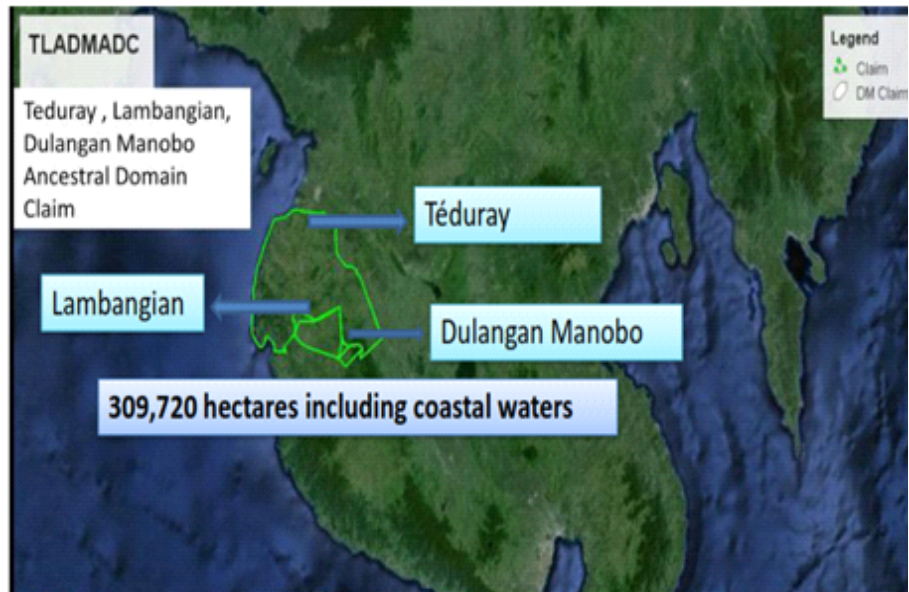 TLADMADC
Teduray , Lambangian,
Dulangan Manobo
Ancestral Domain
Claim
Legend
Claim
DM Claim
Téduray
Lambangian
Dulangan Manobo
309,720 hectares including coastal waters